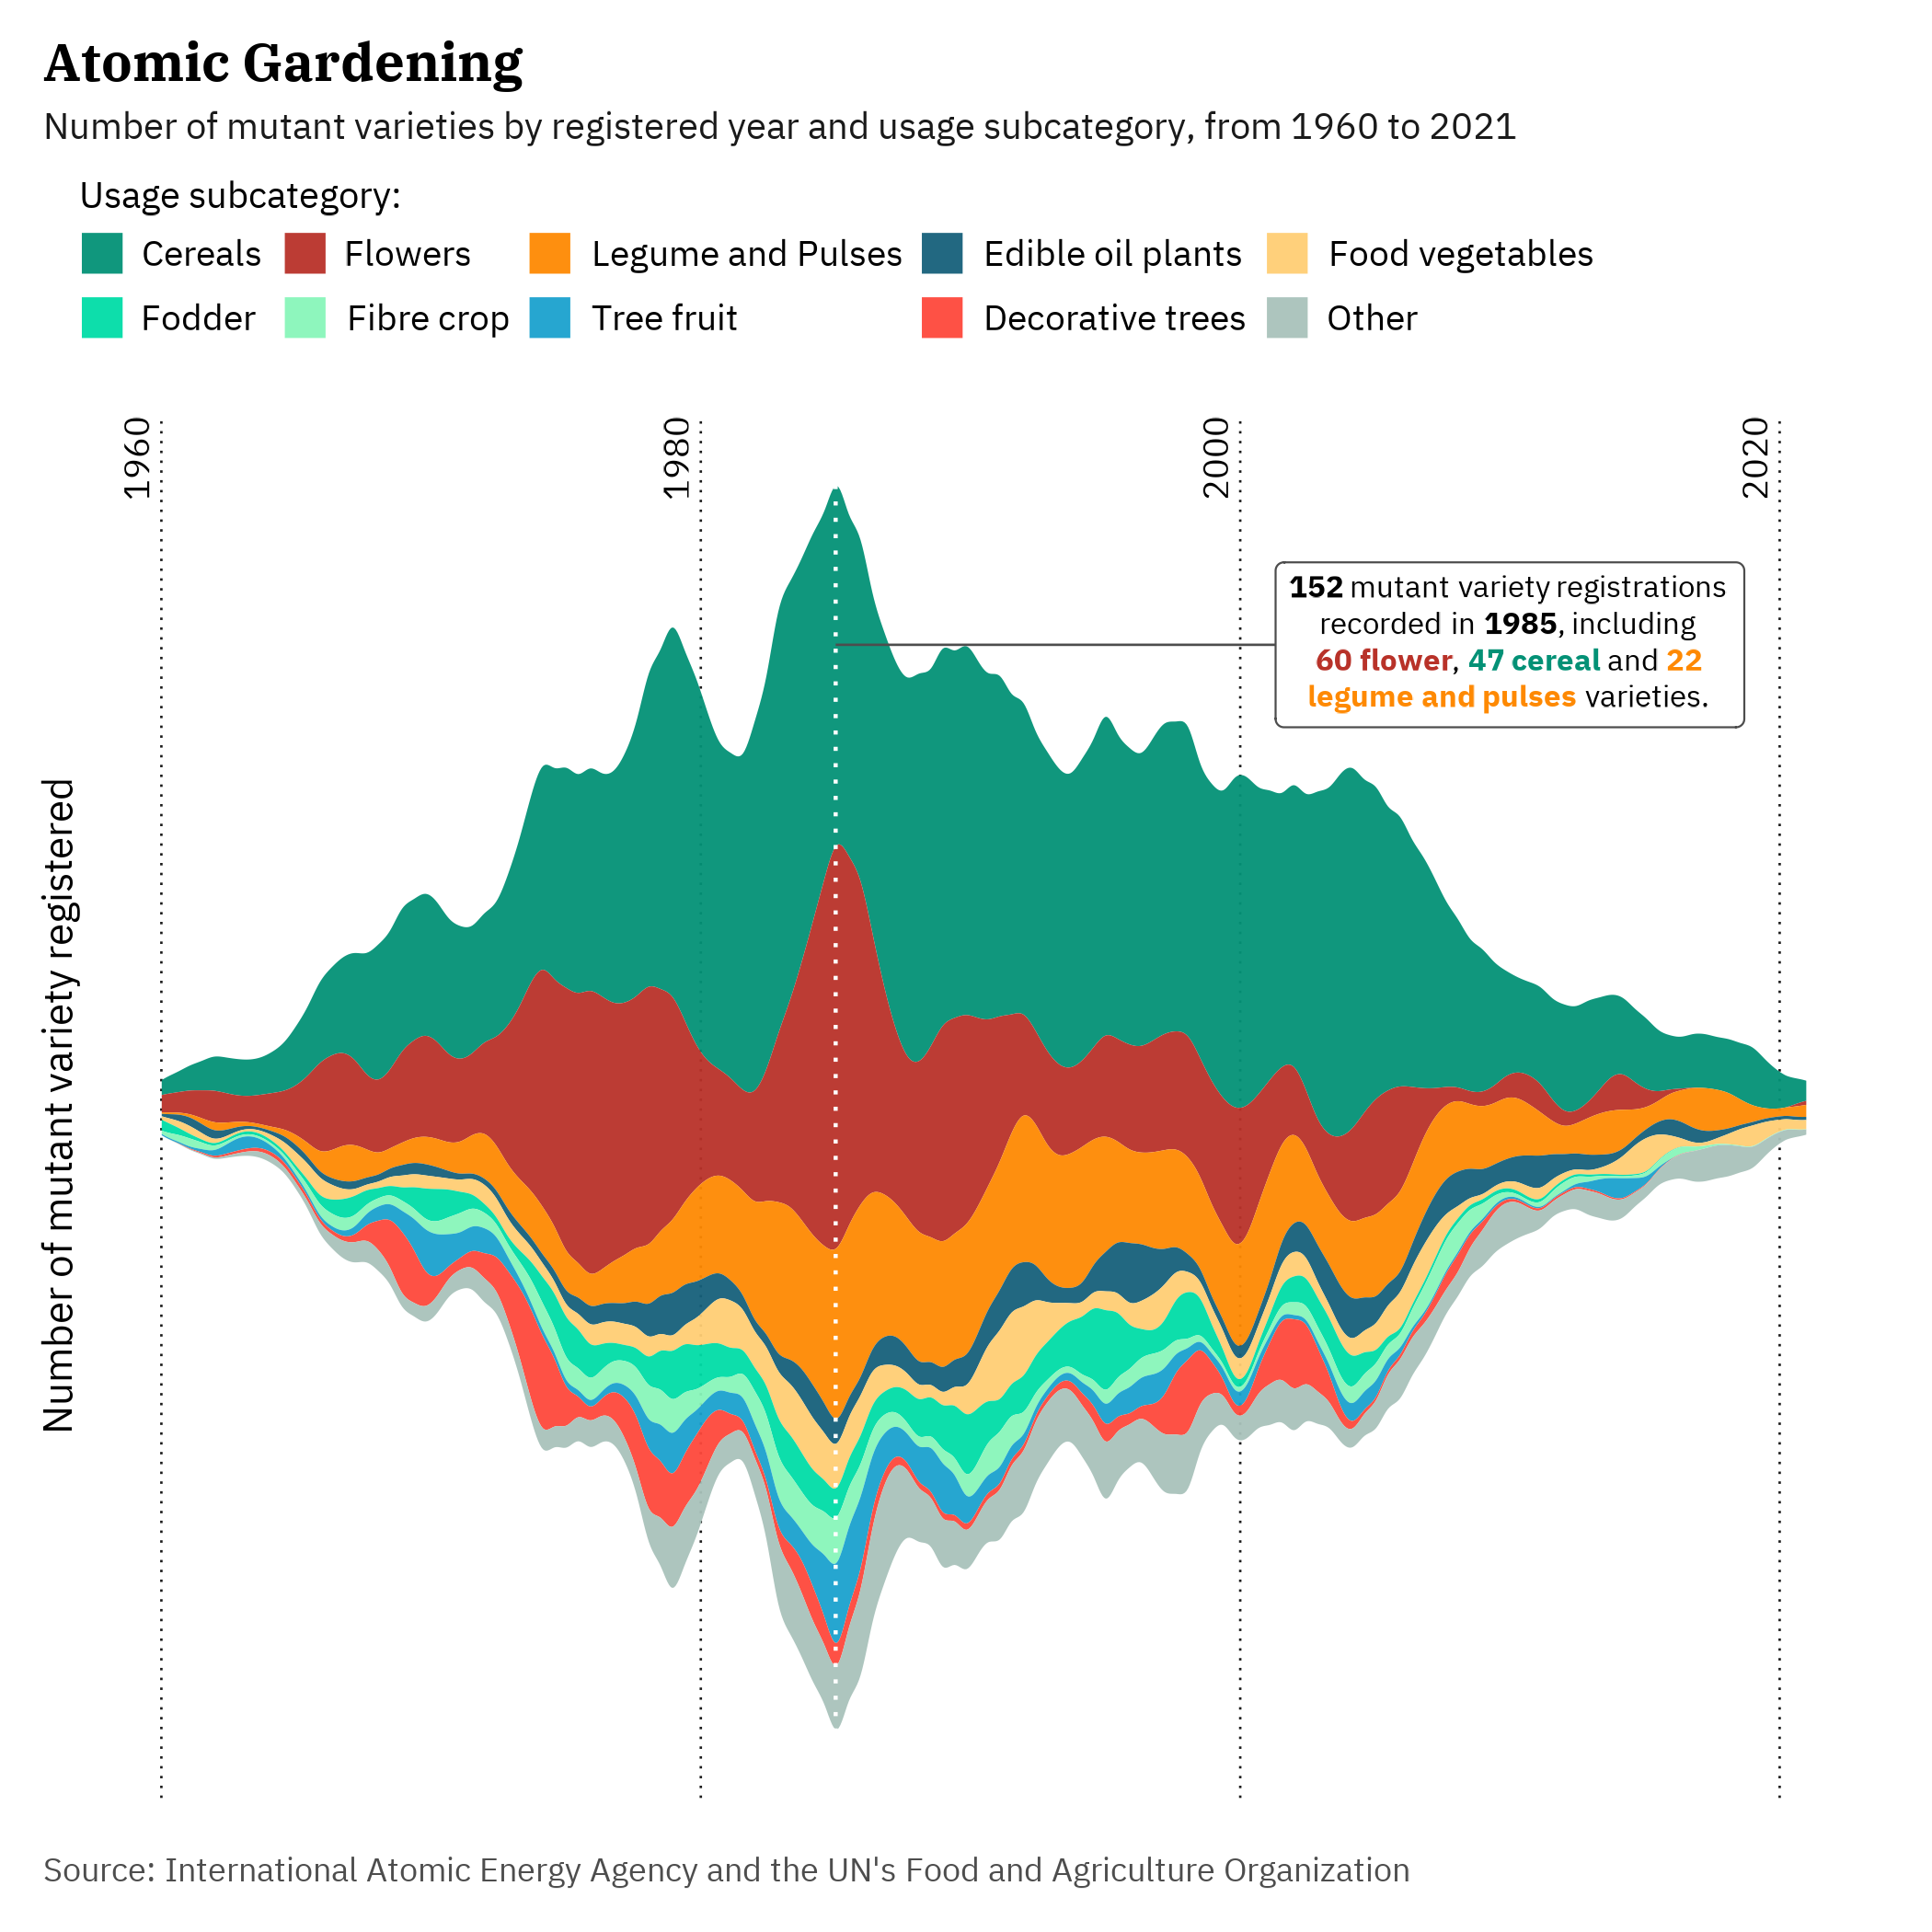 Atomic Gardening
Number of mutant varieties by registered year and usage subcategory, from 1960 to 2021
Usage subcategory:
Cereals Flowers Legume and Pulses Edible oil plants Food vegetables
Fodder Fibre crop Tree fruit Decorative trees Other
1960 1980 2000 2020
152 mutant variety registrations
recorded in 1985, including
60 flower, 47 cereal and 22
legume and pulses varieties.
Number of mutant variety registered
Source: International Atomic Energy Agency and the UN's Food and Agriculture Organization